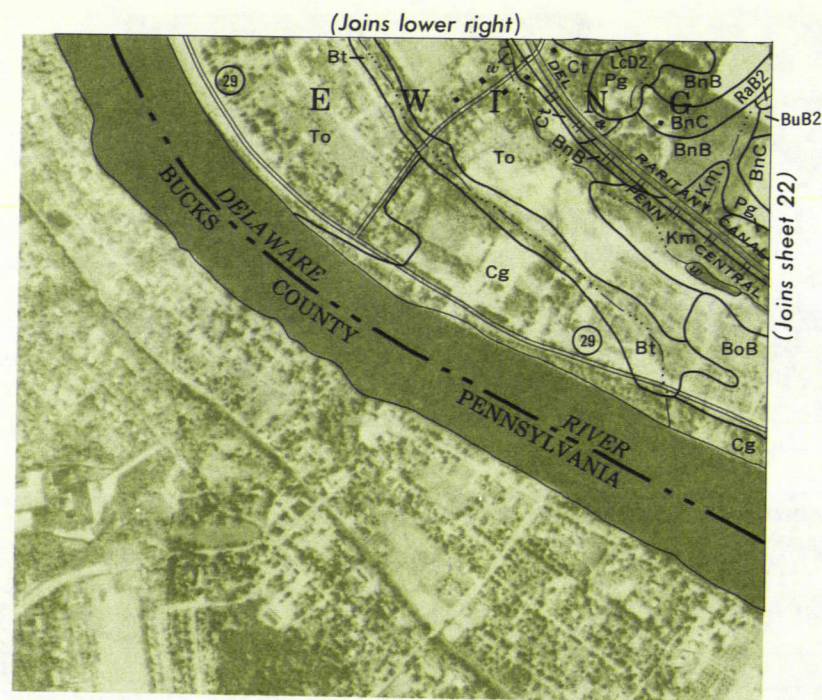 (Joins lower right)
29
Bt
Ct
LcD2
Pg
BnB
RaB2
BuB2
E W I N G
To
To
Ct
BnB
BnC
BnB
BnC
DEL & RARITAN CANAL
PENN CENTRAL
Km
Pg
Km
w
w
(Joins sheet 22)
Cg
29
Bt
BoB
Cg
DELAWARE RIVER
BUCKS COUNTY PENNSYLVANIA